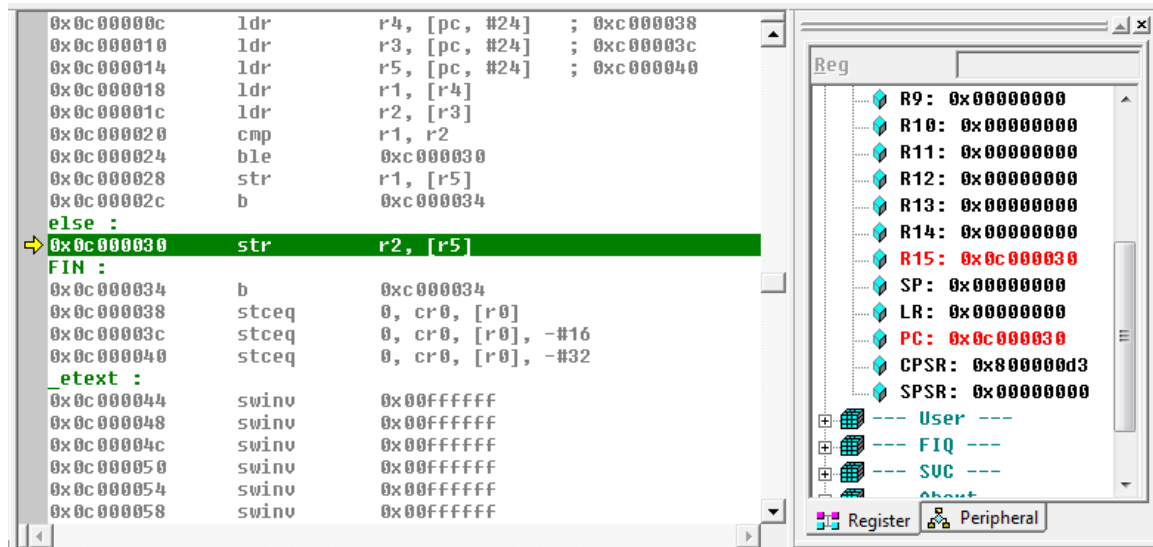 0x0c00000c ldr r4, [pc, #24] ; 0xc000038
0x0c000010 ldr r3, [pc, #24] ; 0xc00003c
0x0c000014 ldr r5, [pc, #24] ; 0xc000040
0x0c000018 ldr r1, [r4]
0x0c00001c ldr r2, [r3]
0x0c000020 cmp r1, r2
0x0c000024 ble 0xc000030
0x0c000028 str r1, [r5]
0x0c00002c b 0xc000034
else :
0x0c000030 str r2, [r5]
FIN :
0x0c000034 b 0xc000034
0x0c000038 stceq 0, cr0, [r0]
0x0c00003c stceq 0, cr0, [r0], -#16
0x0c000040 stceq 0, cr0, [r0], -#32
_etext :
0x0c000044 swinv 0x00ffffff
0x0c000048 swinv 0x00ffffff
0x0c00004c swinv 0x00ffffff
0x0c000050 swinv 0x00ffffff
0x0c000054 swinv 0x00ffffff
0x0c000058 swinv 0x00ffffff
Reg
R9: 0x00000000
R10: 0x00000000
R11: 0x00000000
R12: 0x00000000
R13: 0x00000000
R14: 0x00000000
R15: 0x0c000030
SP: 0x00000000
LR: 0x00000000
PC: 0x0c000030
CPSR: 0x800000d3
SPSR: 0x00000000
--- User ---
--- FIQ ---
--- SVC ---
Register Peripheral